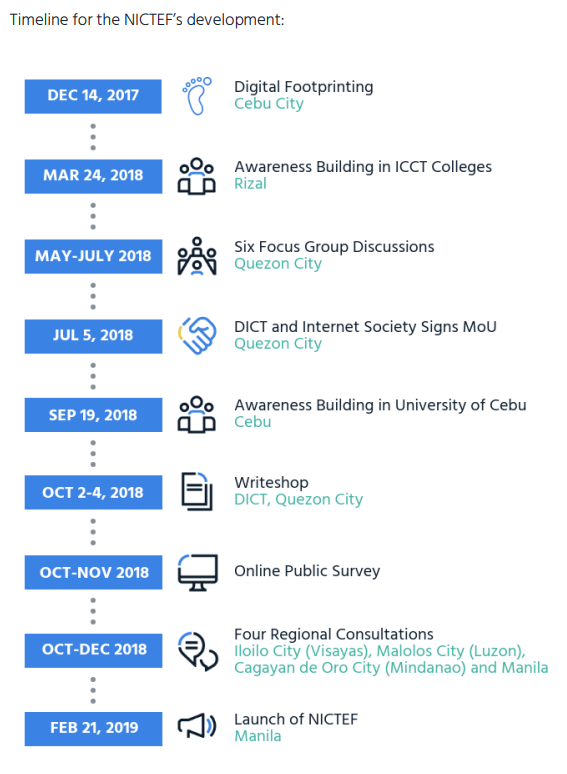 Timeline for the NICTEF’s development:
DEC 14, 2017
Digital Footprinting
Cebu City
MAR 24, 2018
Awareness Building in ICCT Colleges
Rizal
MAY-JULY 2018
Six Focus Group Discussions
Quezon City
JUL 5, 2018
DICT and Internet Society Signs MoU
Quezon City
SEP 19, 2018
Awareness Building in University of Cebu
Cebu
OCT 2-4, 2018
Writeshop
DICT, Quezon City
OCT-NOV 2018
Online Public Survey
OCT-DEC 2018
Four Regional Consultations
Iloilo City (Visayas), Malolos City (Luzon),
Cagayan de Oro City (Mindanao) and Manila
FEB 21, 2019
Launch of NICTEF
Manila